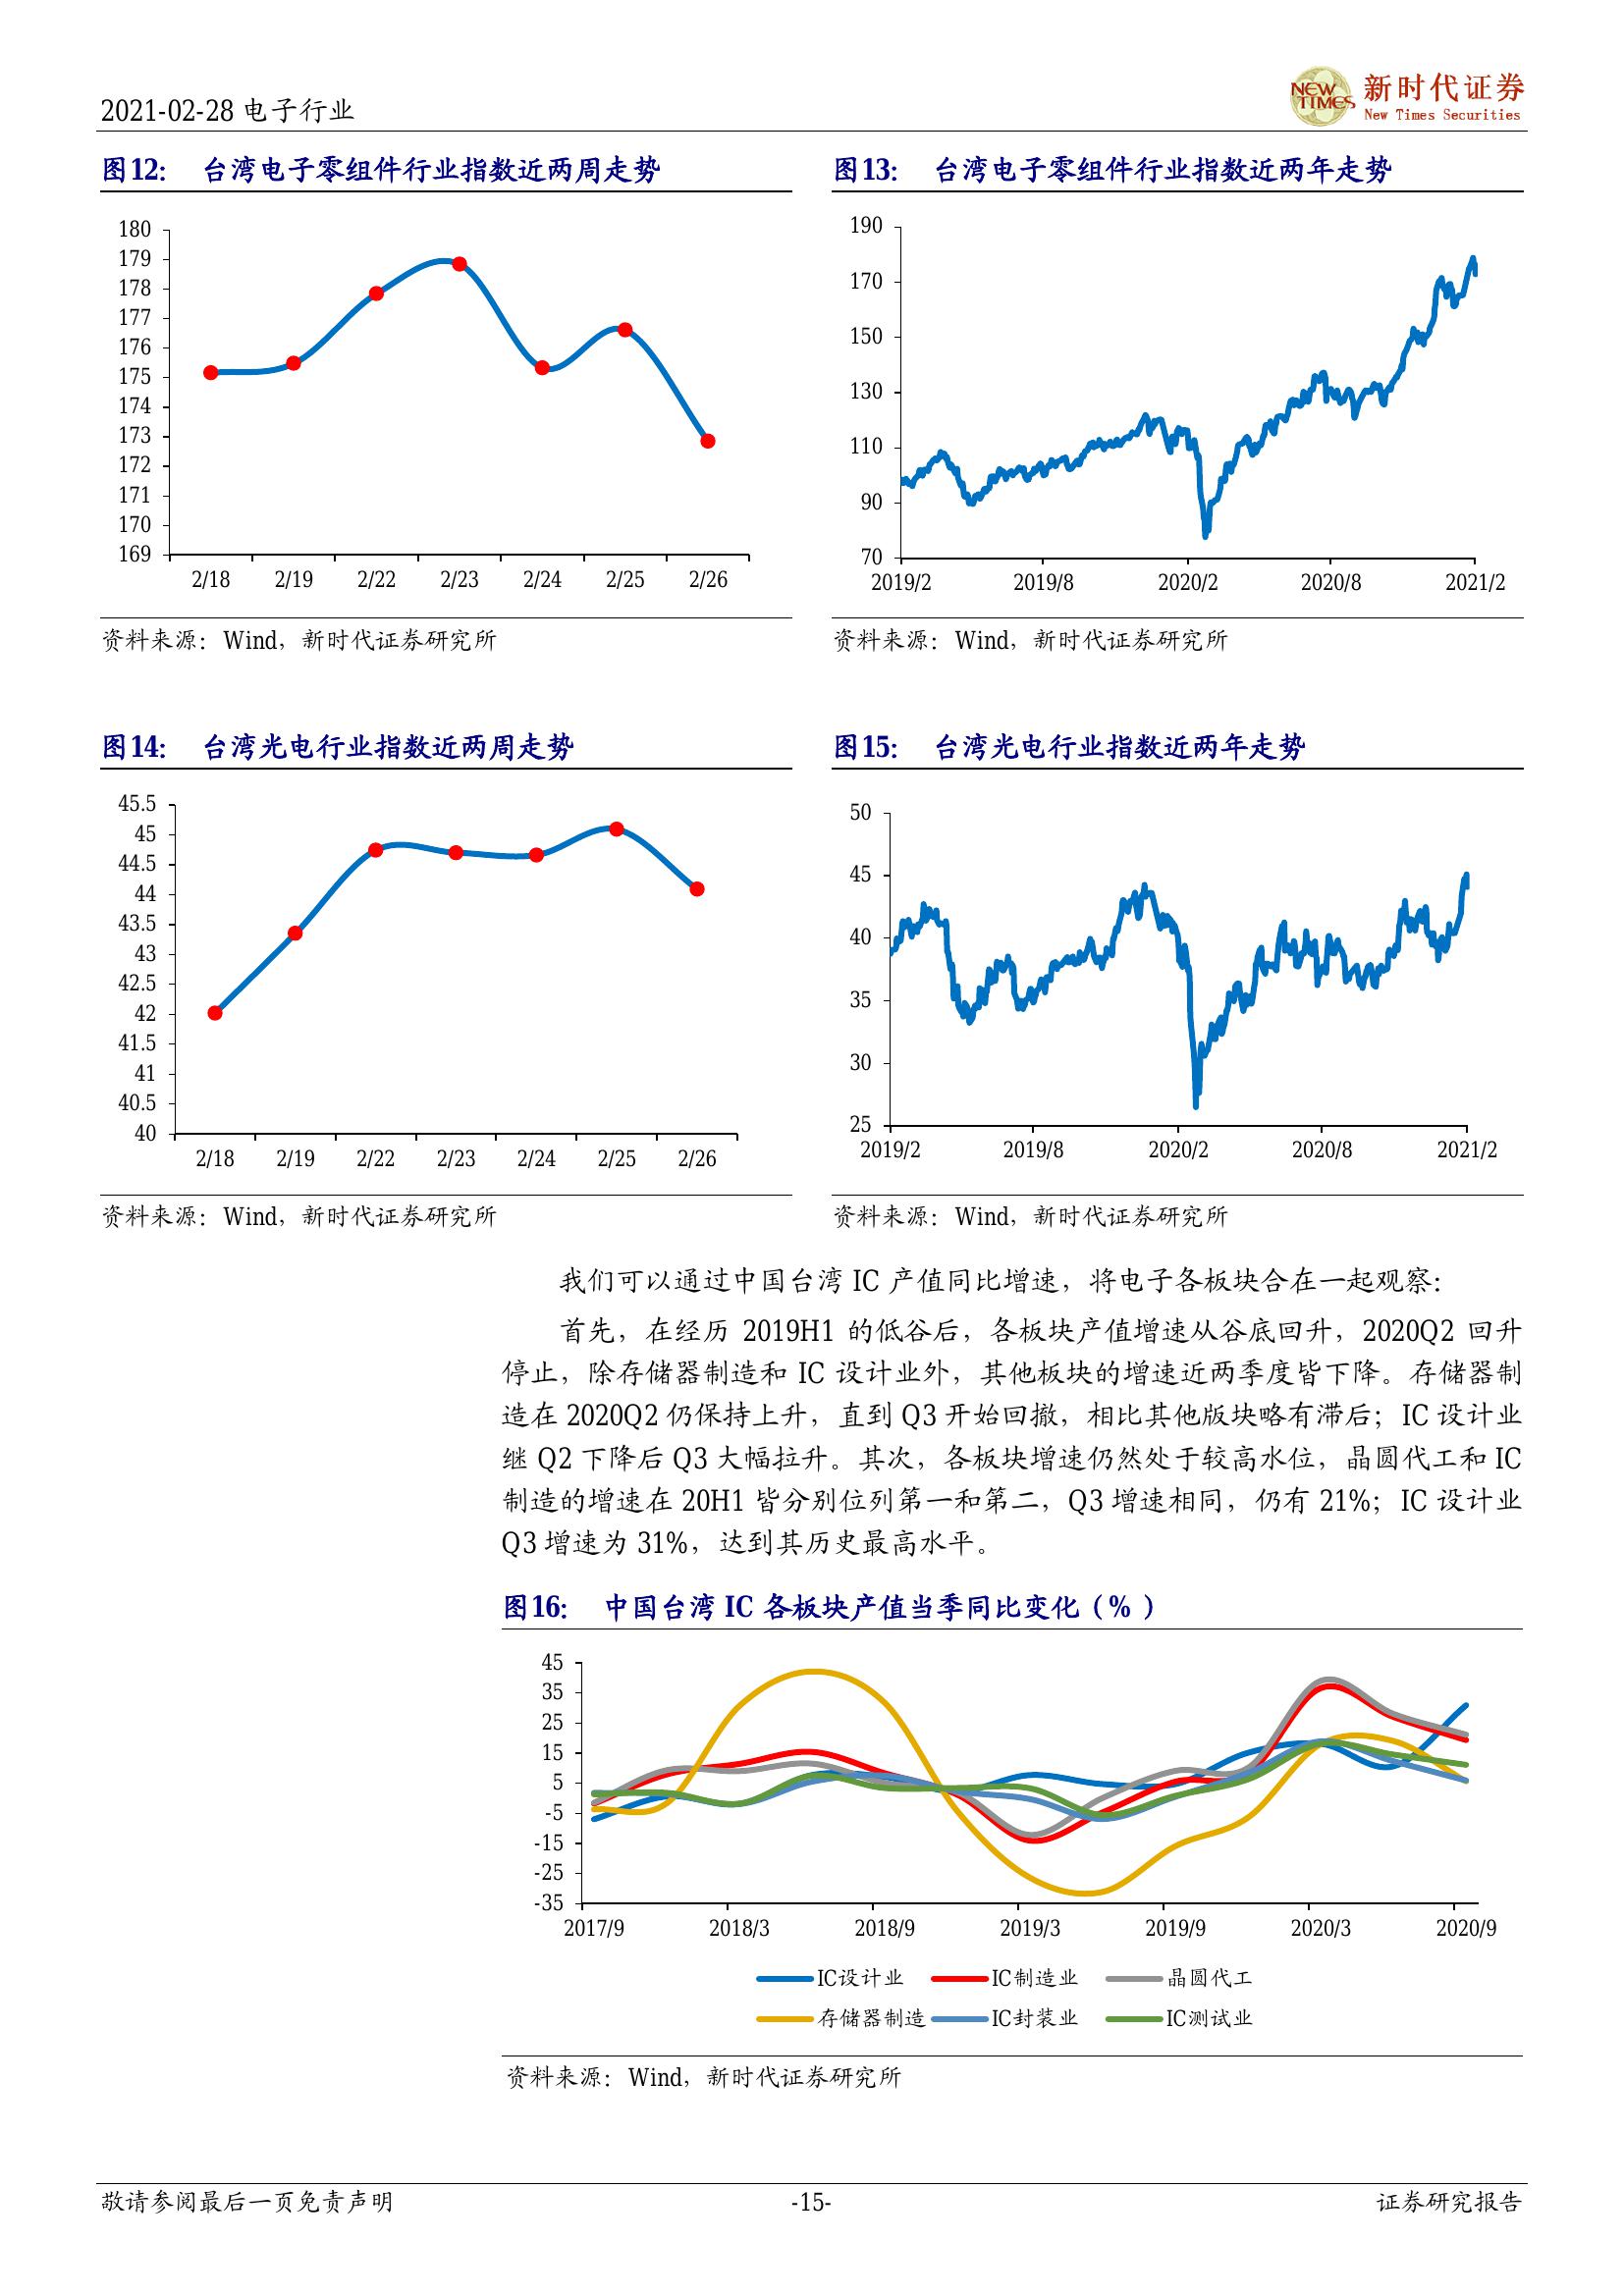 2021-02-28 电子行业
NEW TIMES
新时代证券
New Times Securities
图12: 台湾电子零组件行业指数近两周走势
180
179
178
177
176
175
174
173
172
171
170
169
2/18 2/19 2/22 2/23 2/24 2/25 2/26
资料来源：Wind，新时代证券研究所
图13: 台湾电子零组件行业指数近两年走势
190
170
150
130
110
90
70
2019/2 2019/8 2020/2 2020/8 2021/2
资料来源：Wind，新时代证券研究所
图14: 台湾光电行业指数近两周走势
45.5
45
44.5
44
43.5
43
42.5
42
41.5
41
40.5
40
2/18 2/19 2/22 2/23 2/24 2/25 2/26
资料来源：Wind，新时代证券研究所
图15: 台湾光电行业指数近两年走势
50
45
40
35
30
25
2019/2 2019/8 2020/2 2020/8 2021/2
资料来源：Wind，新时代证券研究所
我们可以通过中国台湾 IC 产值同比增速，将电子各板块合在一起观察：
首先，在经历 2019H1 的低谷后，各板块产值增速从谷底回升，2020Q2 回升
停止，除存储器制造和 IC 设计业外，其他板块的增速近两季度皆下降。存储器制
造在 2020Q2 仍保持上升，直到 Q3 开始回撤，相比其他版块略有滞后；IC 设计业
继 Q2 下降后 Q3 大幅拉升。其次，各板块增速仍然处于较高水位，晶圆代工和 IC
制造的增速在 20H1 皆分别位列第一和第二，Q3 增速相同，仍有 21%；IC 设计业
Q3 增速为 31%，达到其历史最高水平。
图16: 中国台湾 IC 各板块产值当季同比变化（% ）
45
35
25
15
5
-5
-15
-25
-35
2017/9 2018/3 2018/9 2019/3 2019/9 2020/3 2020/9
IC设计业 IC制造业 晶圆代工
存储器制造 IC封装业 IC测试业
资料来源：Wind，新时代证券研究所
敬请参阅最后一页免责声明 -15- 证券研究报告